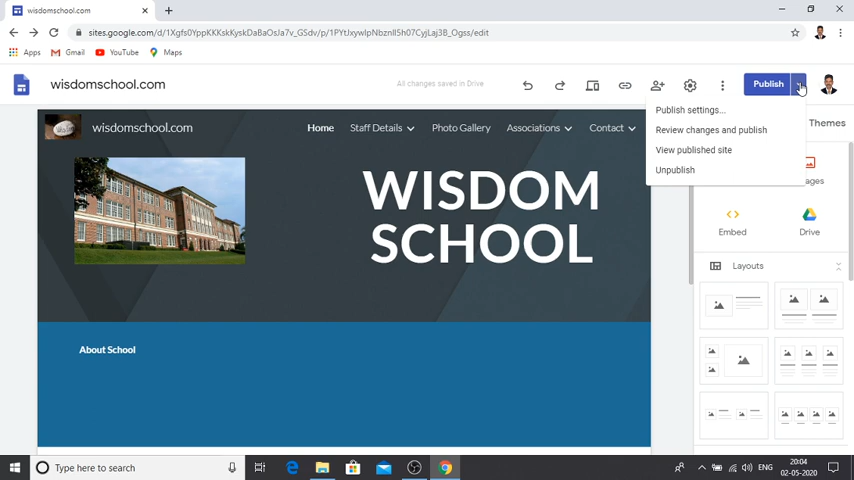 wisdomschool.com
sites.google.com/d/1Xgfs0YppKKKskKyskDaBaOsJa7v_GSdv/p/1PYtJxywIpNbznII5h07CyjLaj3B_Ogss/edit
Apps Gmail YouTube Maps
wisdomschool.com All changes saved in Drive Publish
Publish settings...
Review changes and publish
View published site
Unpublish
Themes
wisdomschool.com Home Staff Details Photo Gallery Associations Contact
WISDOM
SCHOOL
Embed Drive
Layouts
About School
Type here to search
ENG
20:04
02-05-2020